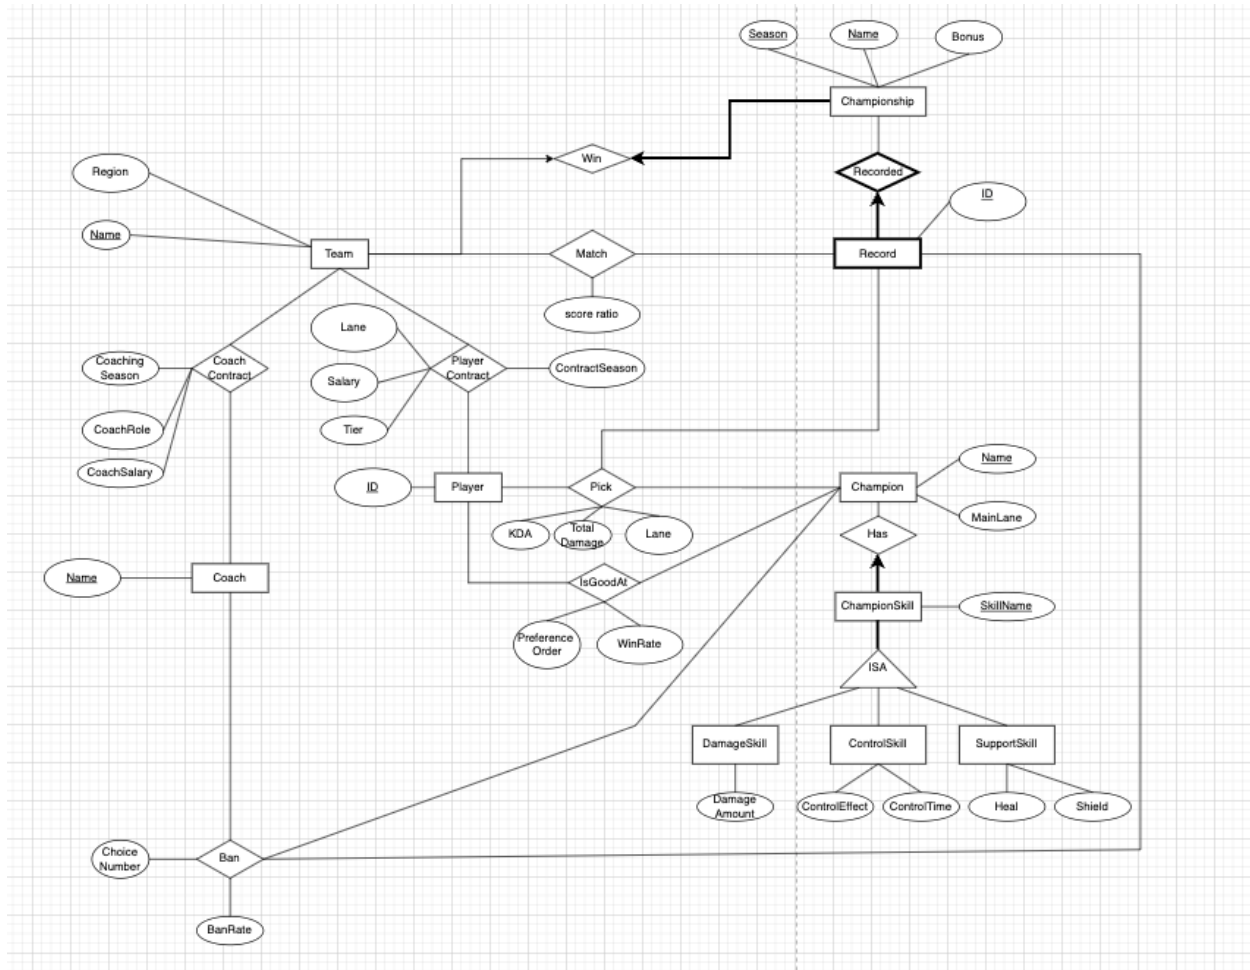 Season
Name
Bonus
Championship
Win
Recorded
Region
ID
Name
Team
Match
Record
score ratio
Lane
Coaching
Season
Coach
Contract
Player
Contract
ContractSeason
Salary
CoachRole
Tier
CoachSalary
Name
ID
Player
Pick
Champion
MainLane
KDA
Total
Damage
Lane
Has
Name
Coach
IsGoodAt
ChampionSkill
SkillName
Preference
Order
WinRate
ISA
DamageSkill
ControlSkill
SupportSkill
Damage
Amount
ControlEffect
ControlTime
Heal
Shield
Choice
Number
Ban
BanRate